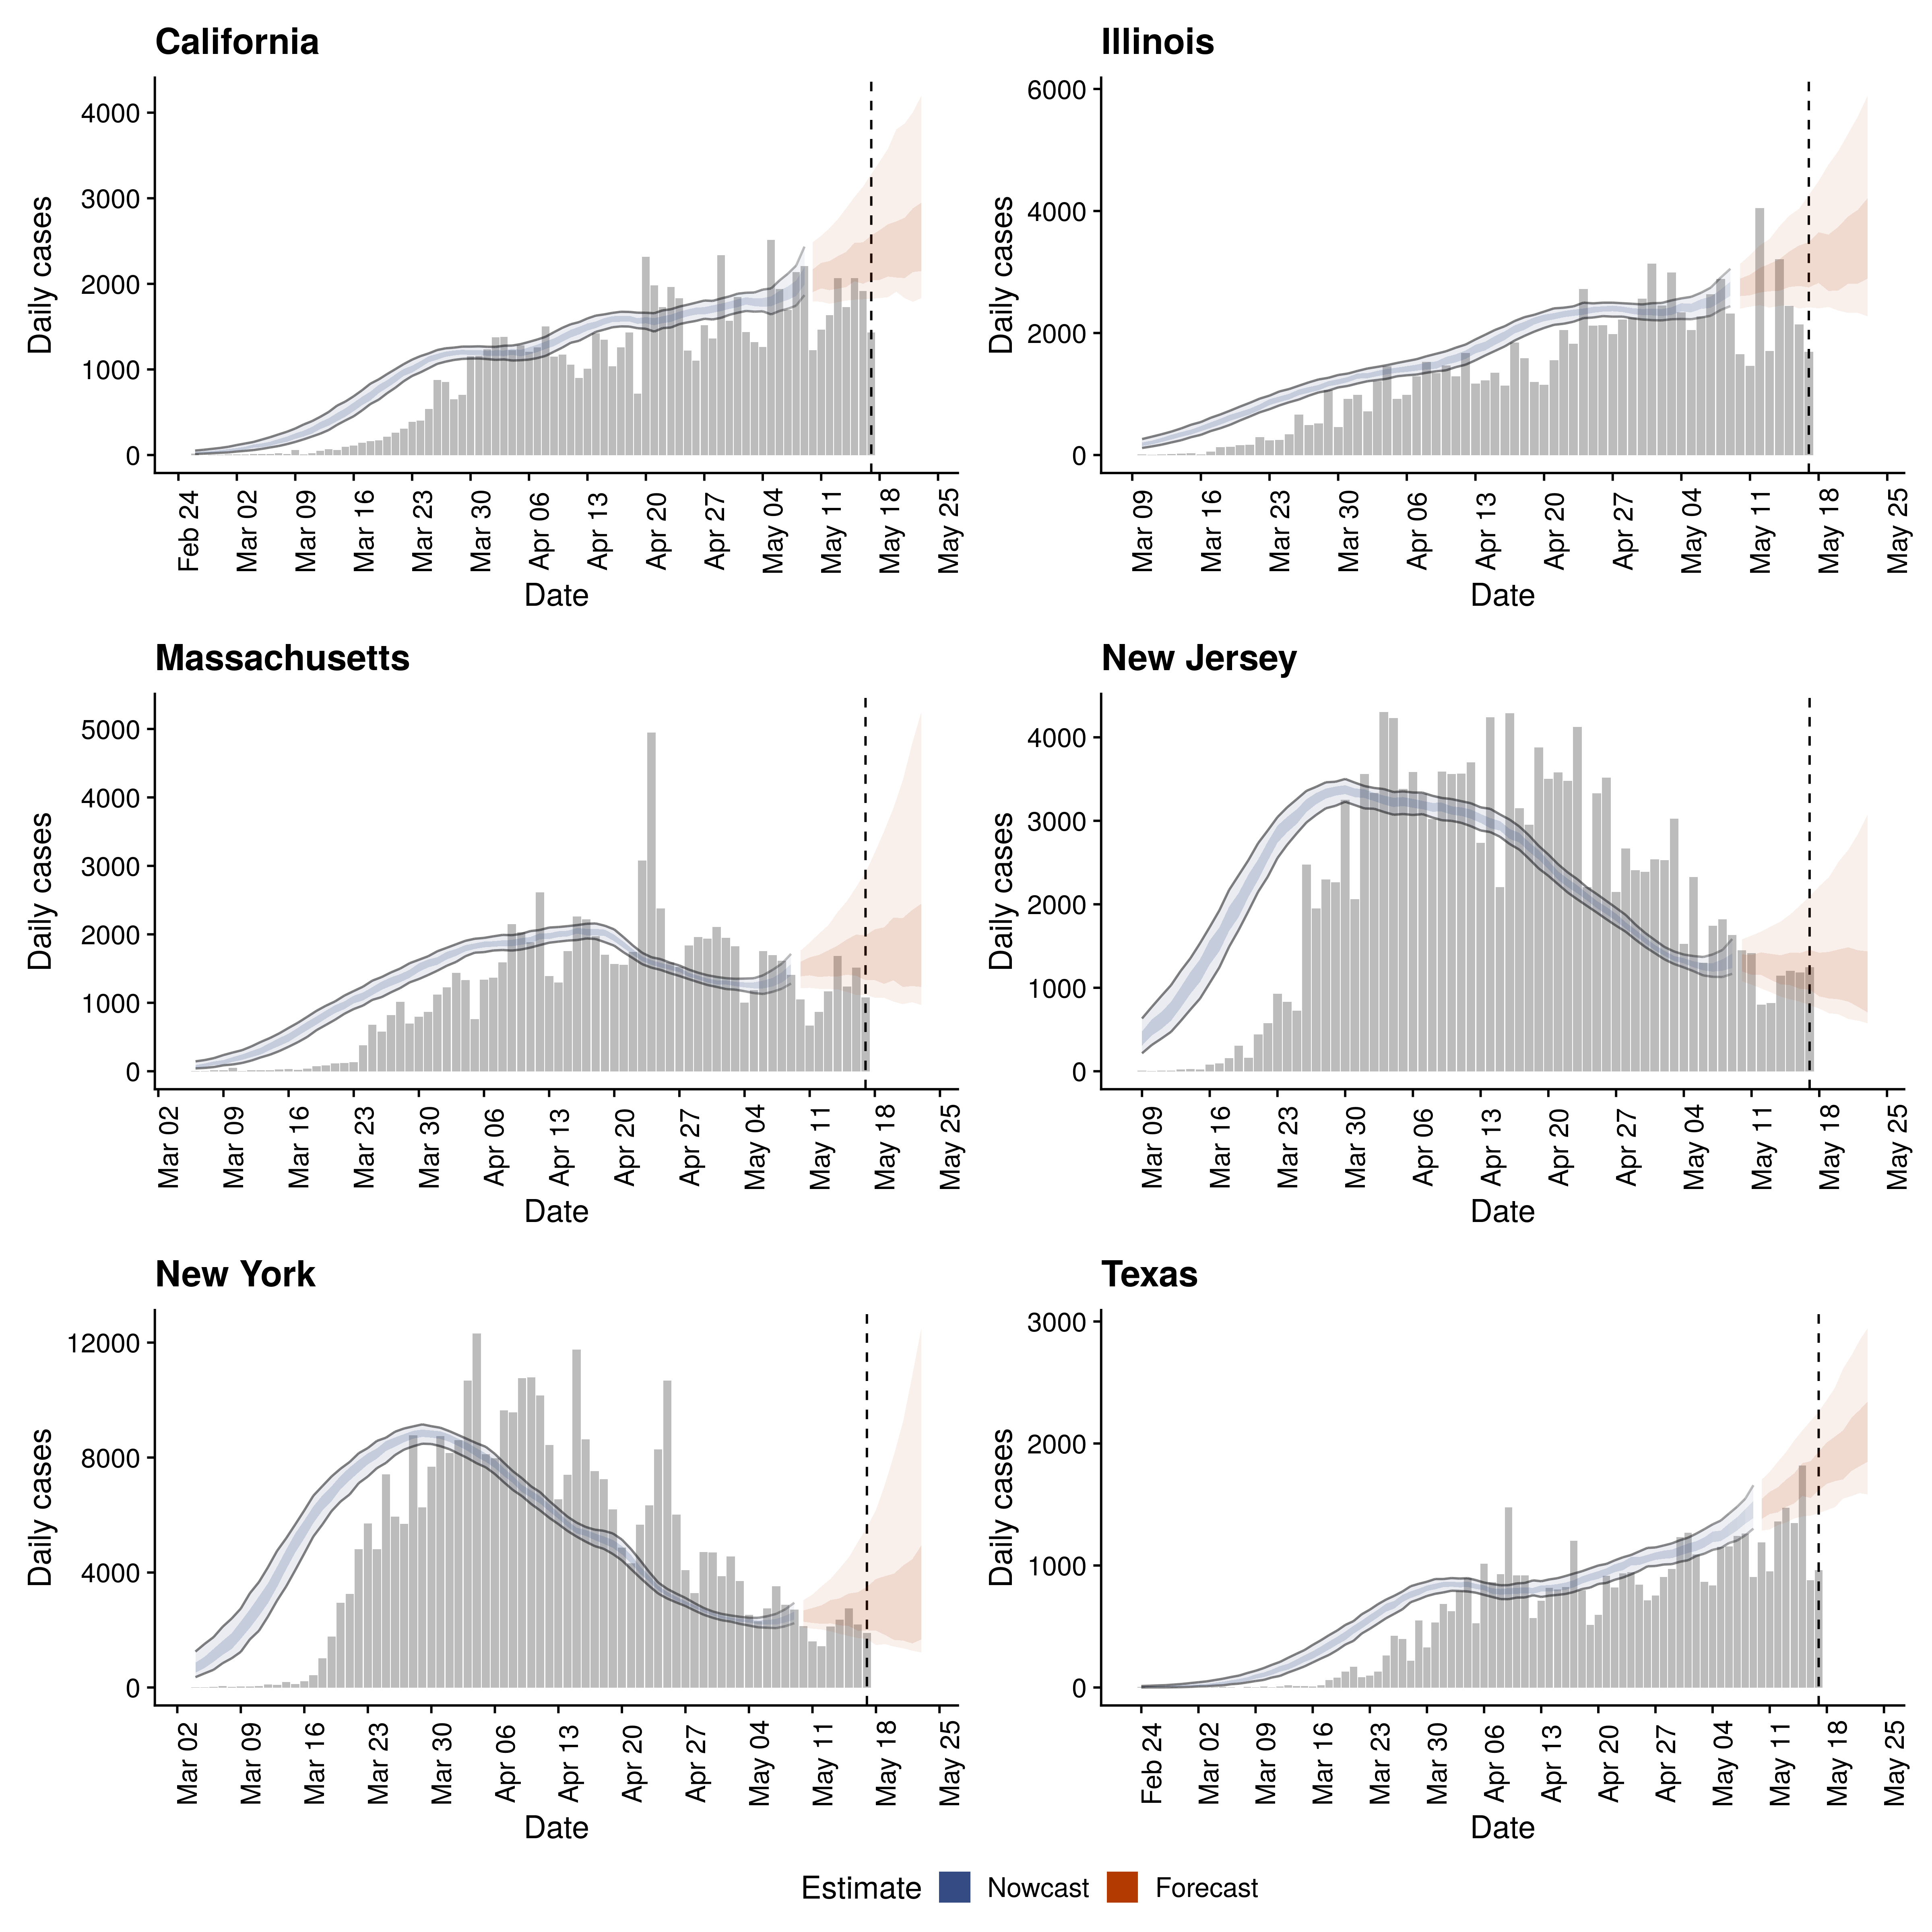 California
Daily cases
4000
3000
2000
1000
0
Feb 24
Mar 02
Mar 09
Mar 16
Mar 23
Mar 30
Apr 06
Apr 13
Apr 20
Apr 27
May 04
May 11
May 18
May 25
Date
Illinois
Daily cases
6000
4000
2000
0
Mar 09
Mar 16
Mar 23
Mar 30
Apr 06
Apr 13
Apr 20
Apr 27
May 04
May 11
May 18
May 25
Date
Massachusetts
Daily cases
5000
4000
3000
2000
1000
0
Mar 02
Mar 09
Mar 16
Mar 23
Mar 30
Apr 06
Apr 13
Apr 20
Apr 27
May 04
May 11
May 18
May 25
Date
New Jersey
Daily cases
4000
3000
2000
1000
0
Mar 09
Mar 16
Mar 23
Mar 30
Apr 06
Apr 13
Apr 20
Apr 27
May 04
May 11
May 18
May 25
Date
New York
Daily cases
12000
8000
4000
0
Mar 02
Mar 09
Mar 16
Mar 23
Mar 30
Apr 06
Apr 13
Apr 20
Apr 27
May 04
May 11
May 18
May 25
Date
Texas
Daily cases
3000
2000
1000
0
Feb 24
Mar 02
Mar 09
Mar 16
Mar 23
Mar 30
Apr 06
Apr 13
Apr 20
Apr 27
May 04
May 11
May 18
May 25
Date
Estimate Nowcast Forecast